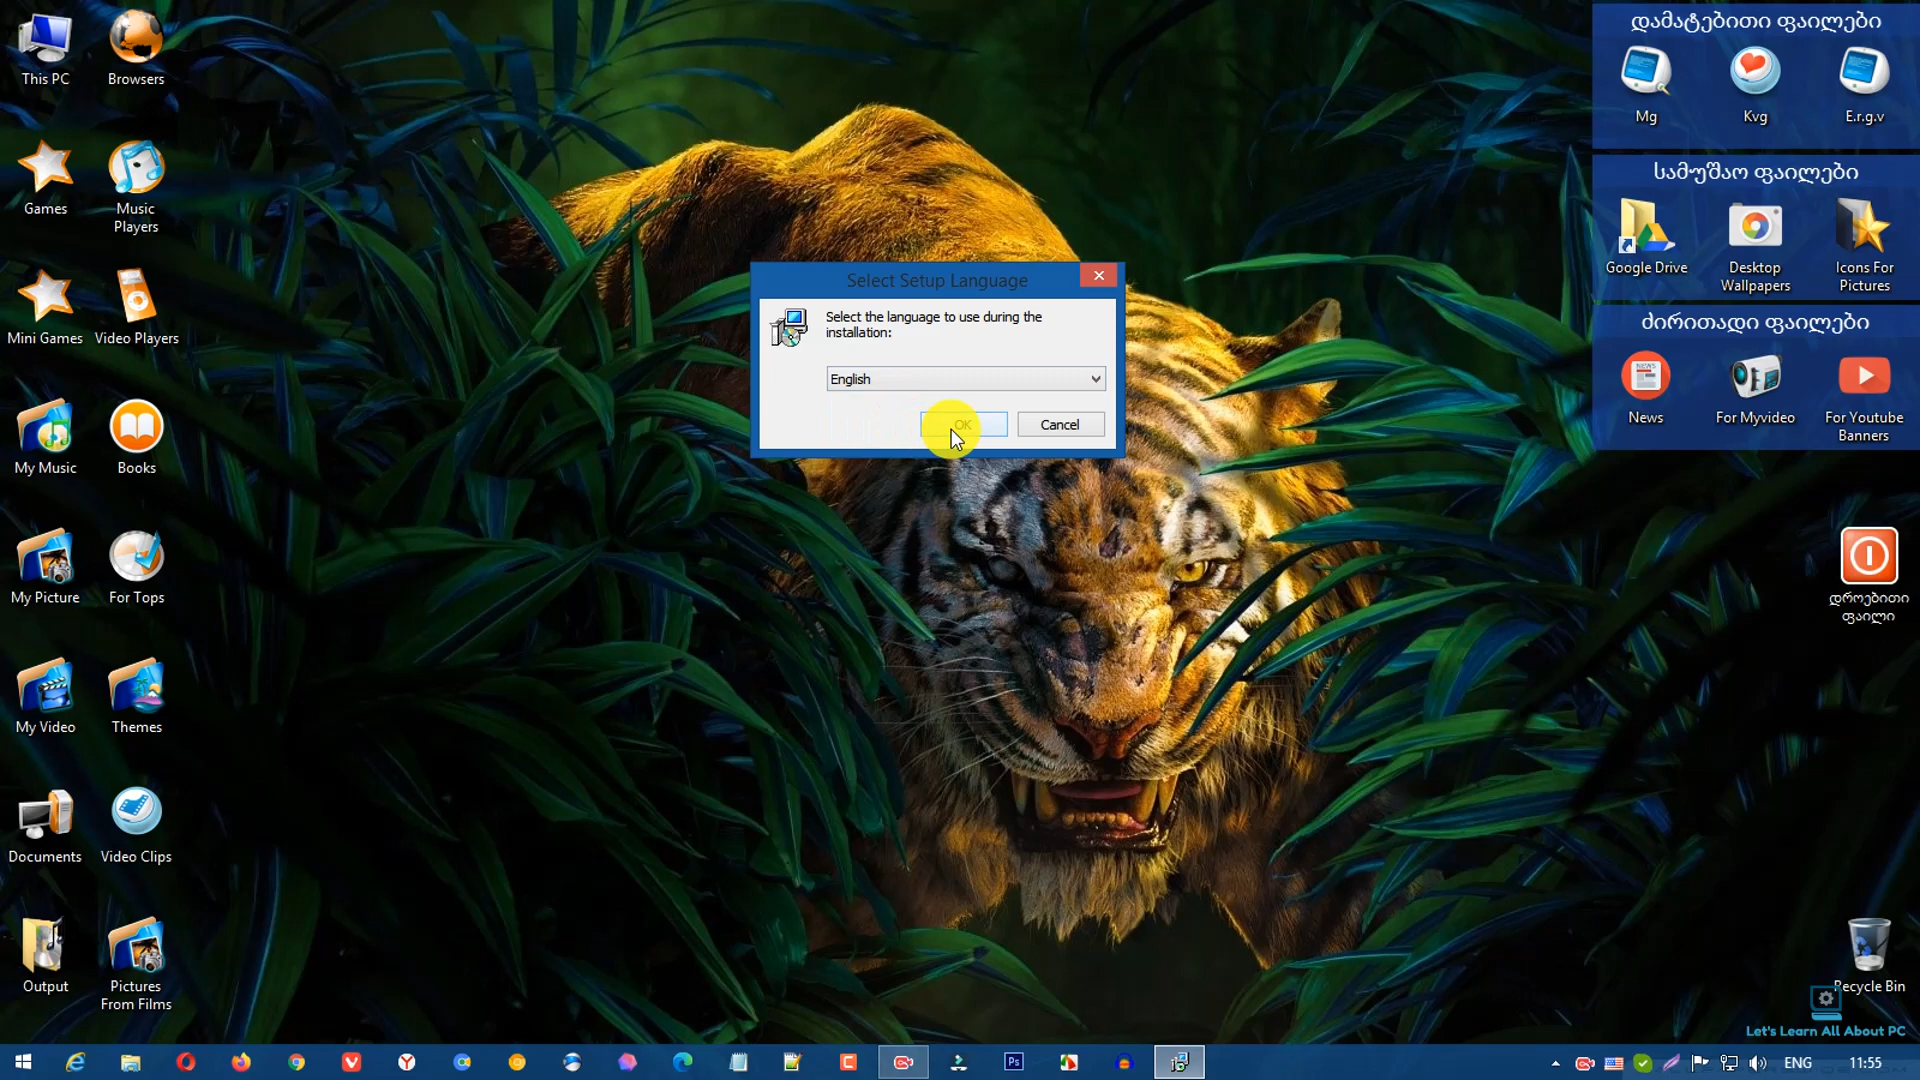 This PC
Browsers
Games
Music
Players
Mini Games
Video Players
My Music
Books
My Picture
For Tops
My Video
Themes
Documents
Video Clips
Output
Pictures
From Films
Select Setup Language
Select the language to use during the
installation:
English
OK
Cancel
დამატებითი ფაილები
Mg
Kvg
E.r.g.v
სამუშაო ფაილები
Google Drive
Desktop
Wallpapers
Icons For
Pictures
ძირითადი ფაილები
NEWS
News
For Myvideo
For Youtube
Banners
დროებითი
ფაილი
Recycle Bin
Let's Learn All About PC
Ps
ENG
11:55